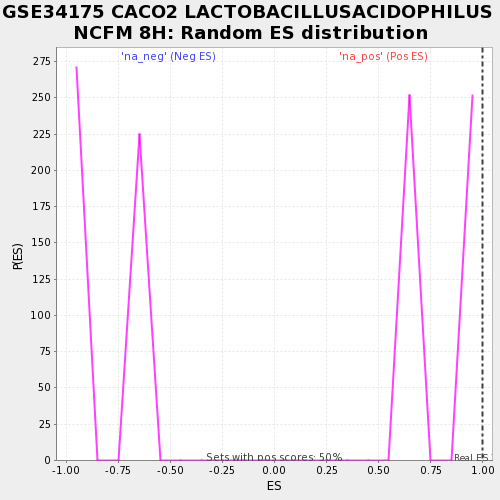 GSE34175 CACO2 LACTOBACILLUSACIDOPHILUS
NCFM 8H: Random ES distribution
'na_neg' (Neg ES)
'na_pos' (Pos ES)
275
250
225
200
175
150
125
100
75
50
25
0
P(ES)
Sets with pos scores: 50%
Real ES
-1.00 -0.75 -0.50 -0.25 0.00 0.25 0.50 0.75 1.00
ES